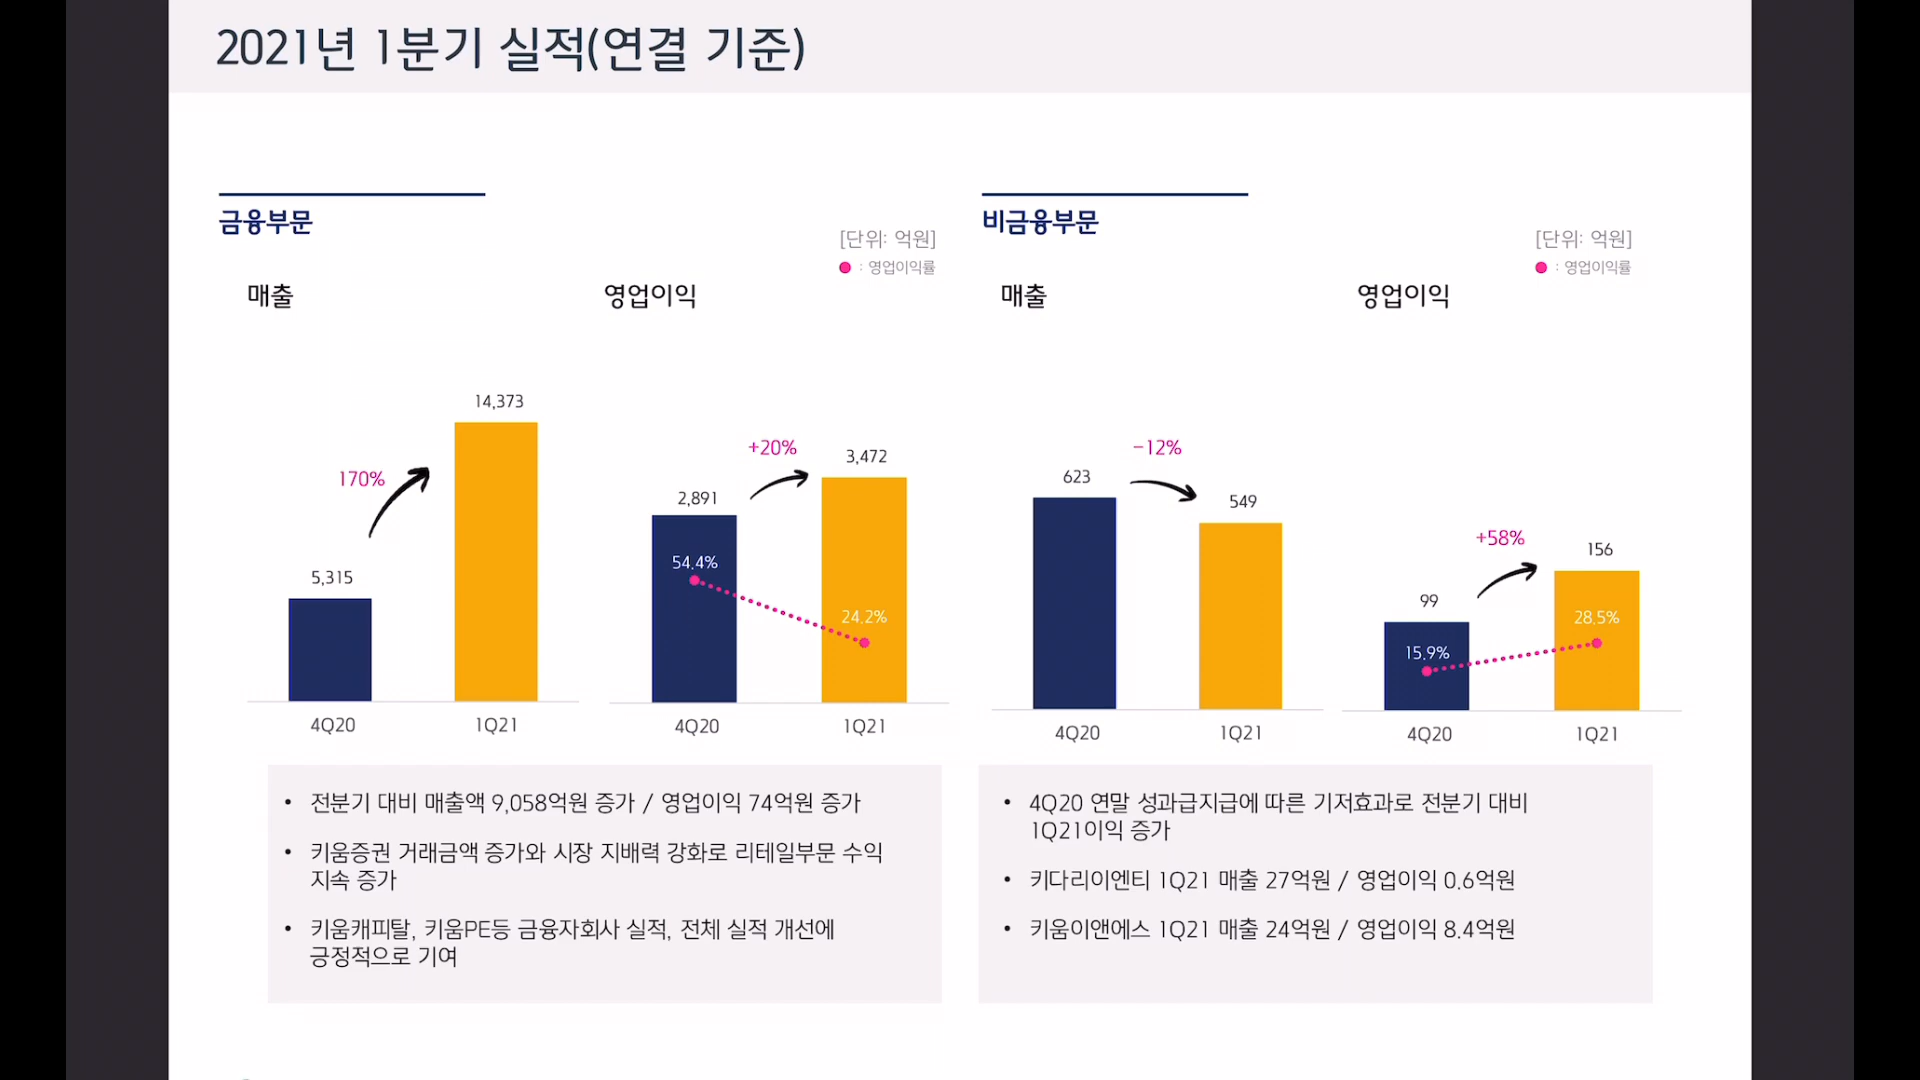 2021년 1분기 실적(연결 기준)
금융부문
[단위: 억원]
: 영업이익률
매출
영업이익
14,373
170%
5,315
4Q20
1Q21
+20%
3,472
2,891
54.4%
24.2%
4Q20
1Q21
• 전분기 대비 매출액 9,058억원 증가 / 영업이익 74억원 증가
• 키움증권 거래금액 증가와 시장 지배력 강화로 리테일부문 수익
지속 증가
• 키움캐피탈, 키움PE등 금융자회사 실적, 전체 실적 개선에
긍정적으로 기여
비금융부문
[단위: 억원]
: 영업이익률
매출
영업이익
-12%
623
549
4Q20
1Q21
+58%
156
99
28.5%
15.9%
4Q20
1Q21
• 4Q20 연말 성과급지급에 따른 기저효과로 전분기 대비
1Q21이익 증가
• 키다리이엔티 1Q21 매출 27억원 / 영업이익 0.6억원
• 키움이앤에스 1Q21 매출 24억원 / 영업이익 8.4억원